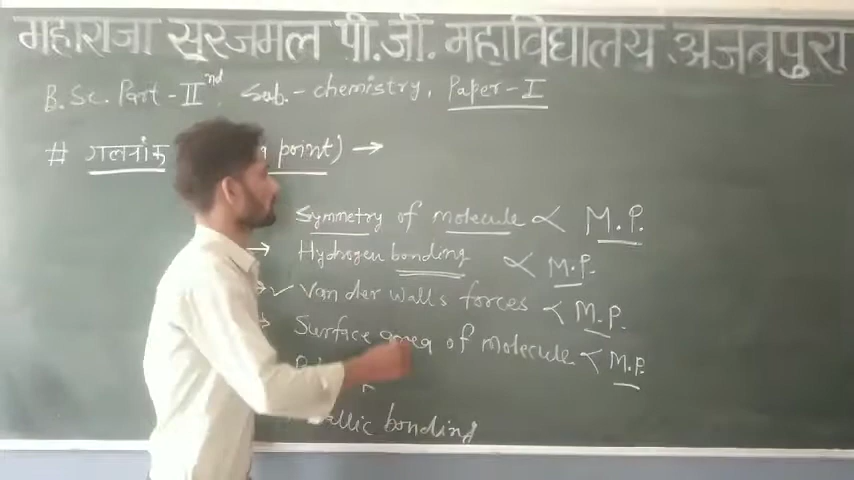 महाराजा सूरजमल पी.जी. महाविद्यालय अजबपुरा
B.Sc. Part-II nd Sub.- chemistry, Paper-I
# गलनांक point) →
Symmetry of molecule ∝ M.P.
→ Hydrogen bonding ∝ M.P.
✓ Van der Walls forces ∝ M.P.
Surface area of molecule ∝ M.P.
bonding